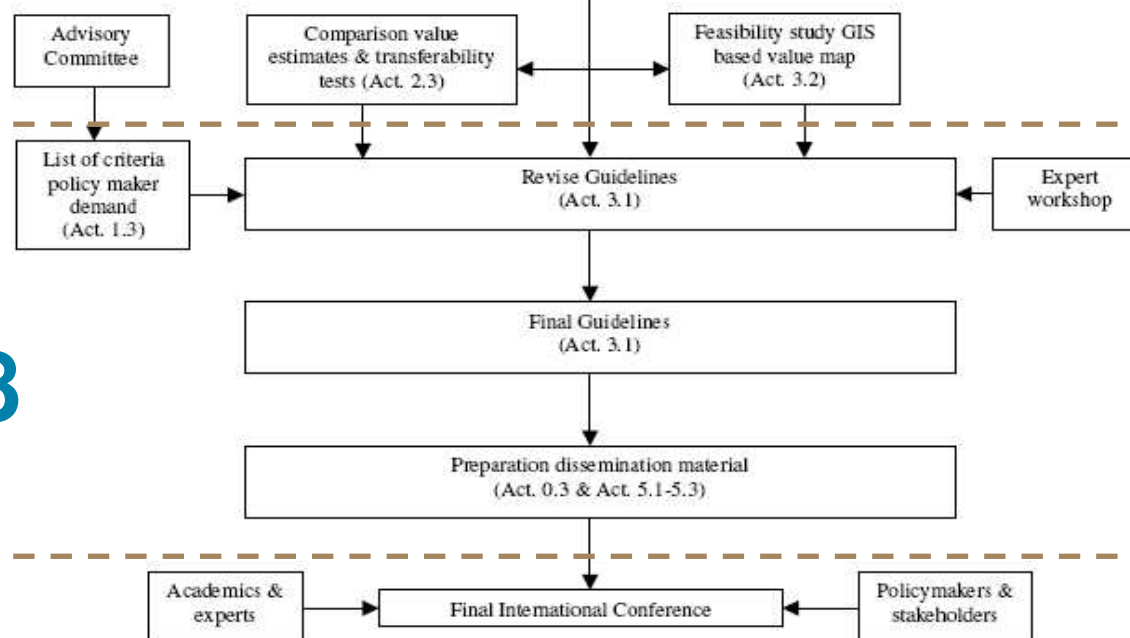 Advisory
Committee
Comparison value
estimates & transferability
tests (Act. 2.3)
Feasibility study GIS
based value map
(Act. 3.2)
List of criteria
policy maker
demand
(Act. 1.3)
Revise Guidelines
(Act. 3.1)
Expert
workshop
Final Guidelines
(Act. 3.1)
3
Preparation dissemination material
(Act. 0.3 & Act. 5.1-5.3)
Academics &
experts
Final International Conference
Policymakers &
stakeholders